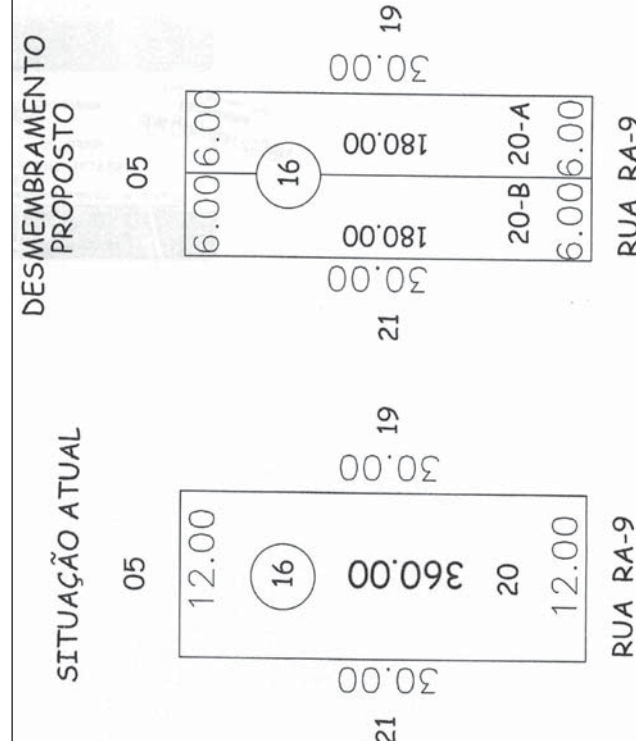 DESMEMBRAMENTO
PROPOSTO
05
6.00 6.00
16
30.00 180.00 180.00 30.00
21 19
20-B 20-A
6.00 6.00
RUA RA-9
SITUAÇÃO ATUAL
05
12.00
16
30.00 360.00 30.00
21 19
20
12.00
RUA RA-9